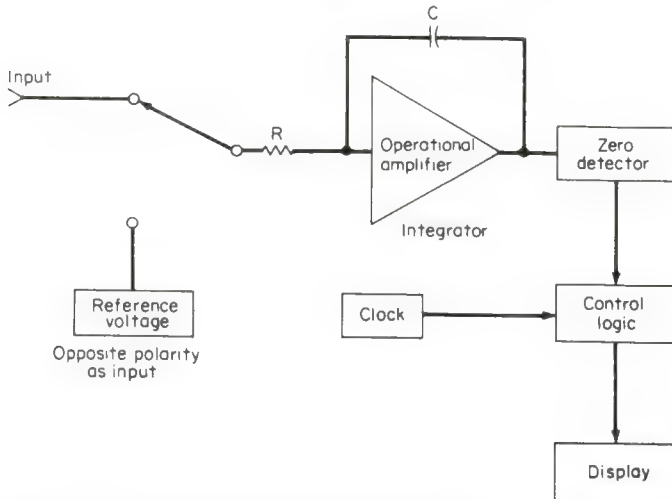 C
Input
R
Operational
amplifier
Zero
detector
Integrator
Reference
voltage
Clock
Control
logic
Opposite polarity
as input
Display